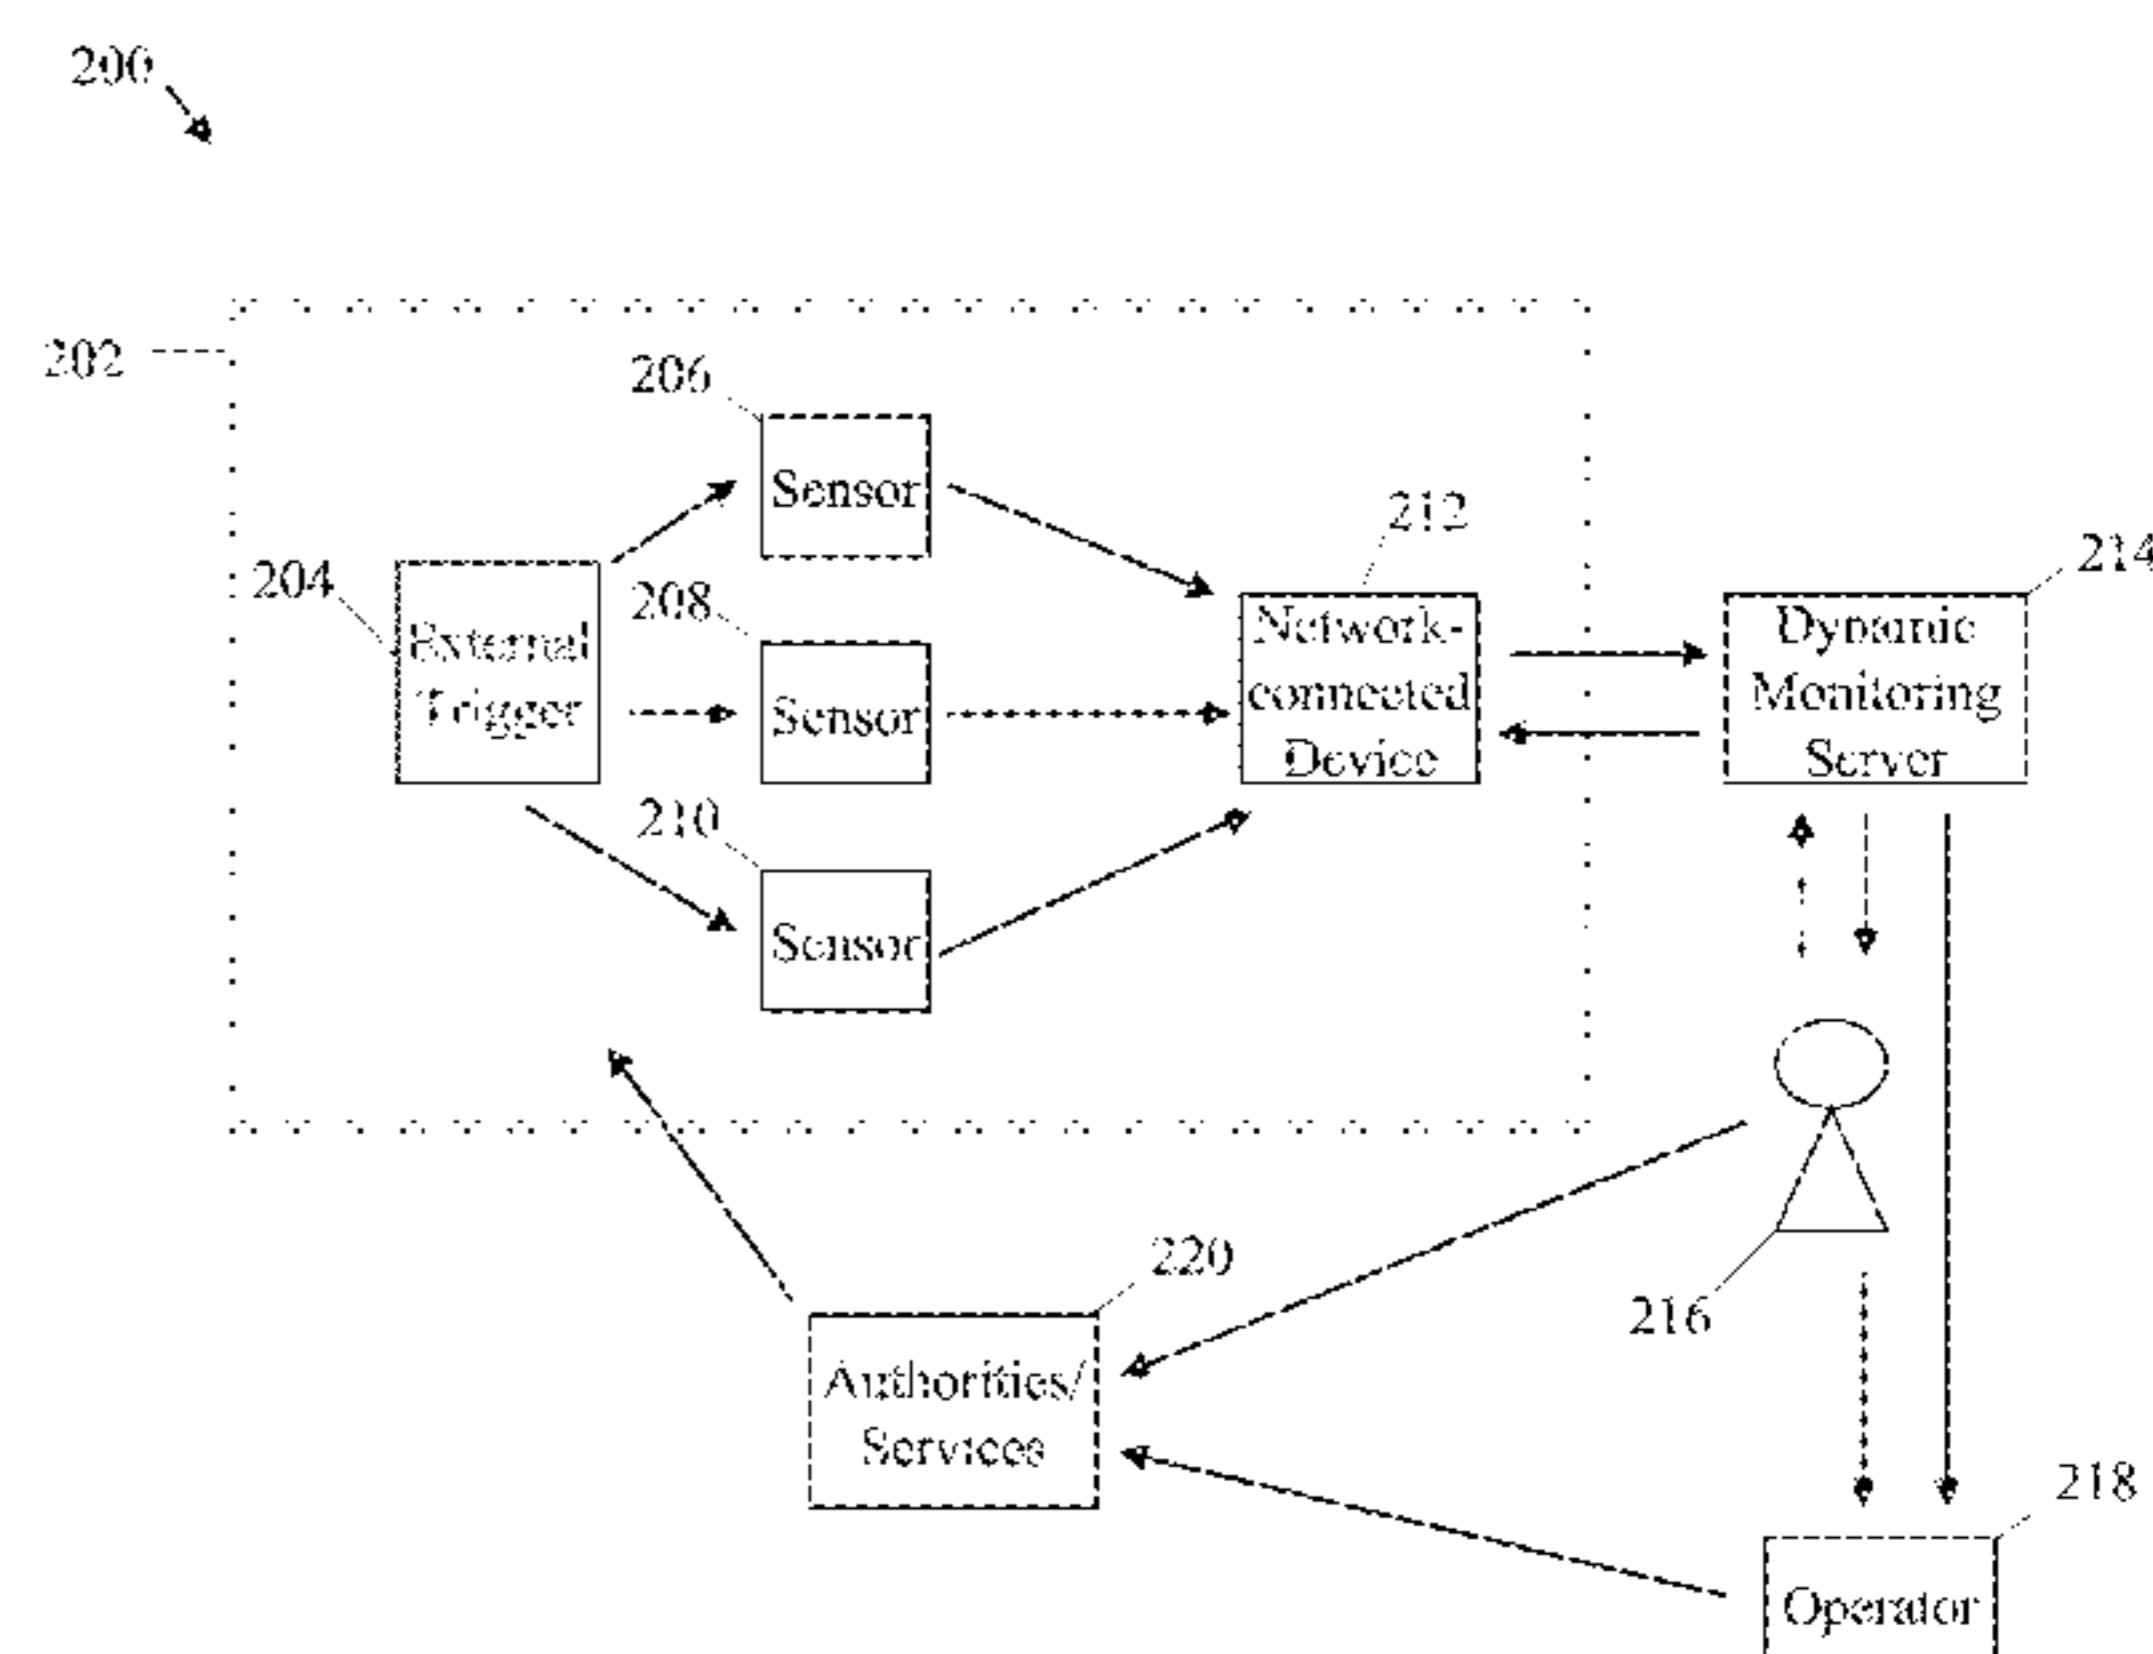 200
202
206
Sensor
212
214
204
External
Trigger
208
Sensor
Network-
connected
Device
Dynamic
Monitoring
Server
210
Sensor
220
216
Authorities/
Services
218
Operator